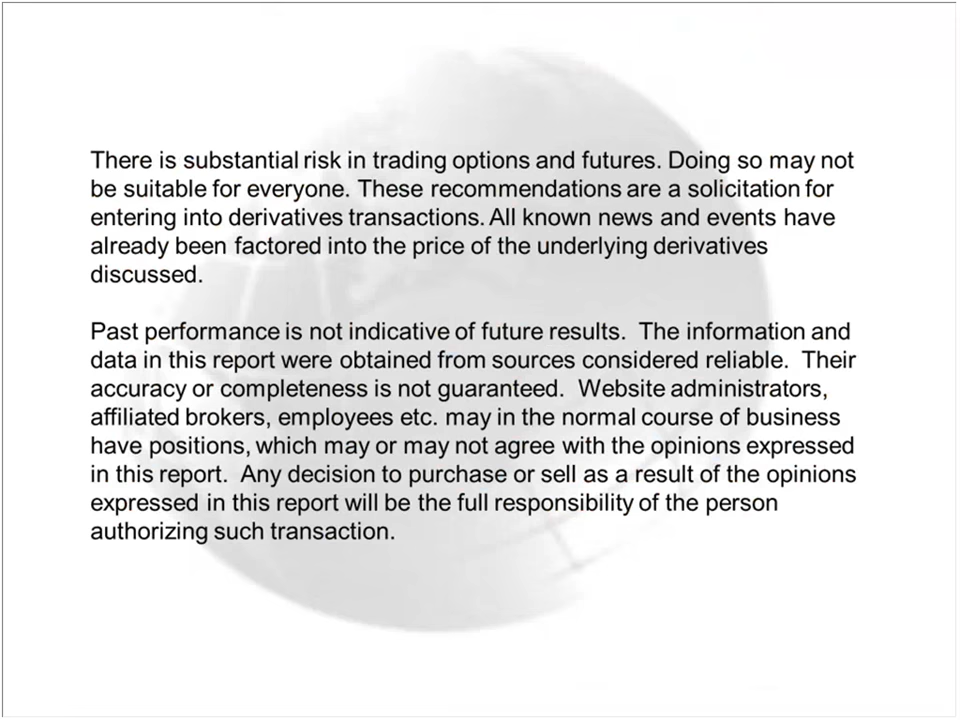 There is substantial risk in trading options and futures. Doing so may not
be suitable for everyone. These recommendations are a solicitation for
entering into derivatives transactions. All known news and events have
already been factored into the price of the underlying derivatives
discussed.
Past performance is not indicative of future results.  The information and
data in this report were obtained from sources considered reliable.  Their
accuracy or completeness is not guaranteed.  Website administrators,
affiliated brokers, employees etc. may in the normal course of business
have positions, which may or may not agree with the opinions expressed
in this report.  Any decision to purchase or sell as a result of the opinions
expressed in this report will be the full responsibility of the person
authorizing such transaction.